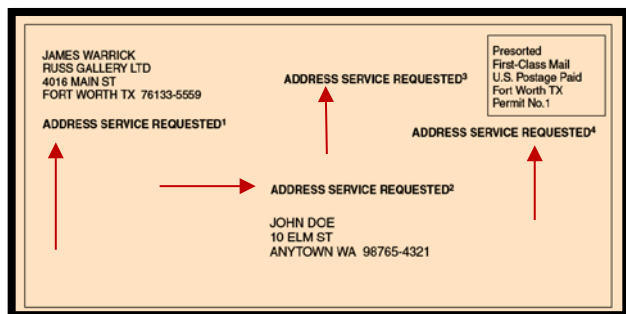 JAMES WARRICK
RUSS GALLERY LTD
4016 MAIN ST
FORT WORTH TX 76133-5559
ADDRESS SERVICE REQUESTED¹
ADDRESS SERVICE REQUESTED³
Presorted
First-Class Mail
U.S. Postage Paid
Fort Worth TX
Permit No.1
ADDRESS SERVICE REQUESTED⁴
ADDRESS SERVICE REQUESTED²
JOHN DOE
10 ELM ST
ANYTOWN WA 98765-4321